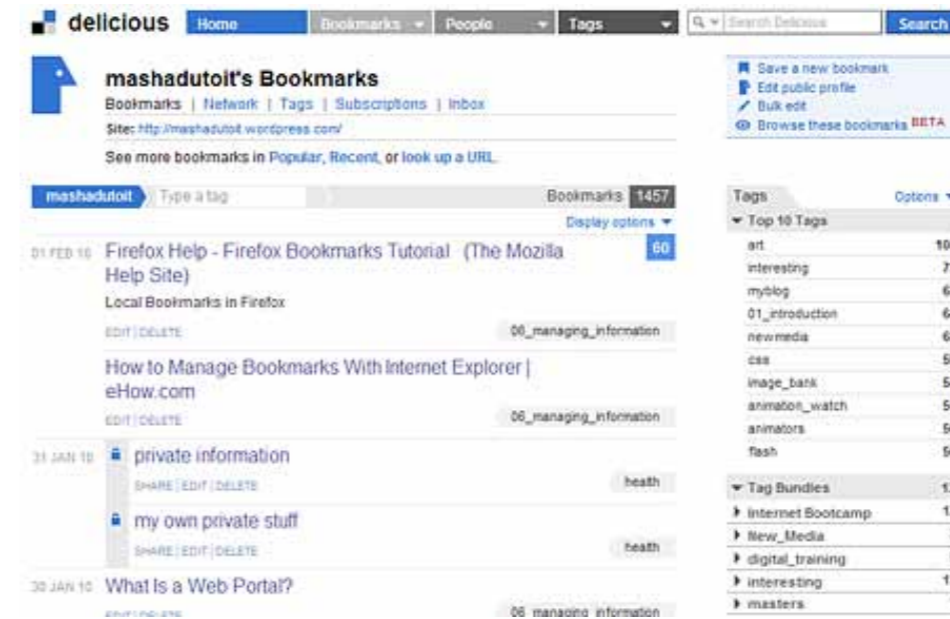 delicious Home Bookmarks People Tags Search Delicious Search
mashadutoit's Bookmarks
Bookmarks | Network | Tags | Subscriptions | Inbox
Site: http://mashadutoit.wordpress.com/
See more bookmarks in Popular, Recent, or look up a URL.
Save a new bookmark
Edit public profile
Bulk edit
Browse these bookmarks BETA
mashadutoit Type a tag Bookmarks 1457
Display options
01 FEB 10 Firefox Help - Firefox Bookmarks Tutorial (The Mozilla 60
Help Site)
Local Bookmarks in Firefox
EDIT | DELETE 06_managing_information
How to Manage Bookmarks With Internet Explorer |
eHow.com
EDIT | DELETE 06_managing_information
31 JAN 10 private information
SHARE | EDIT | DELETE health
my own private stuff
SHARE | EDIT | DELETE health
30 JAN 10 What Is a Web Portal?
EDIT | DELETE 06_managing_information
Tags Options
Top 10 Tags
art
interesting
myblog
01_introduction
newmedia
css
image_bank
animation_watch
animators
flash
Tag Bundles
Internet Bootcamp
New_Media
digital_training
interesting
masters